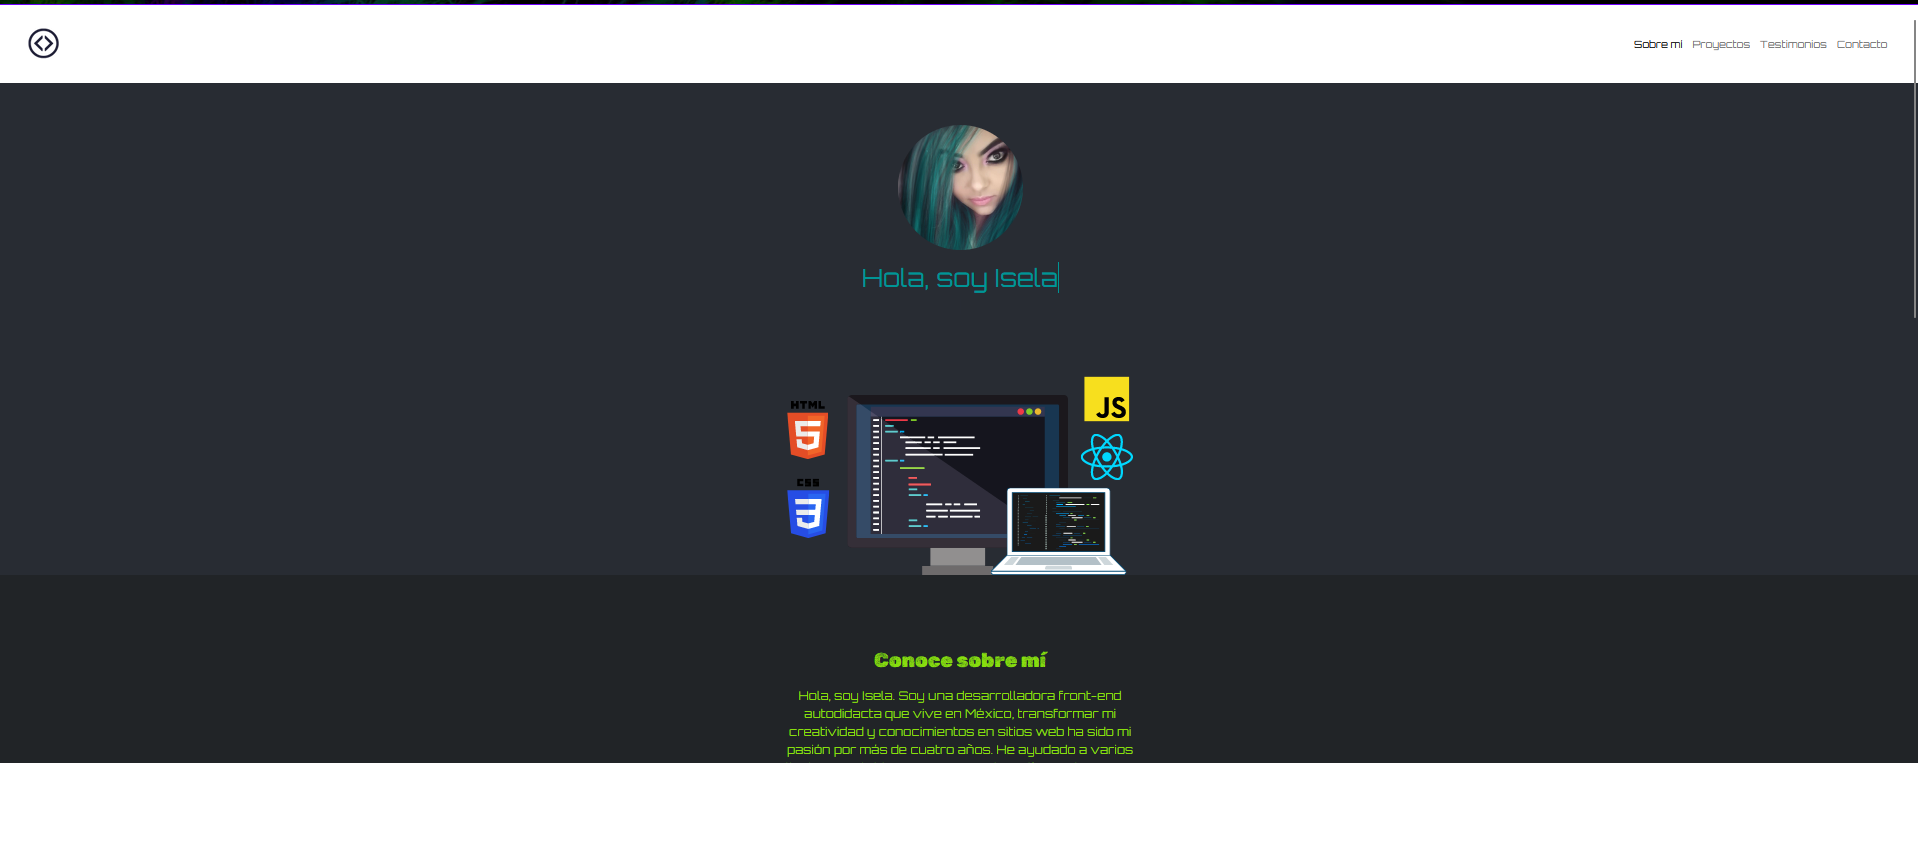 Sobre mí Proyectos Testimonios Contacto
Hola, soy Isela
HTML
5
JS
CSS
3
Conoce sobre mí
Hola, soy Isela. Soy una desarrolladora front-end
autodidacta que vive en México, transformar mi
creatividad y conocimientos en sitios web ha sido mi
pasión por más de cuatro años. He ayudado a varios